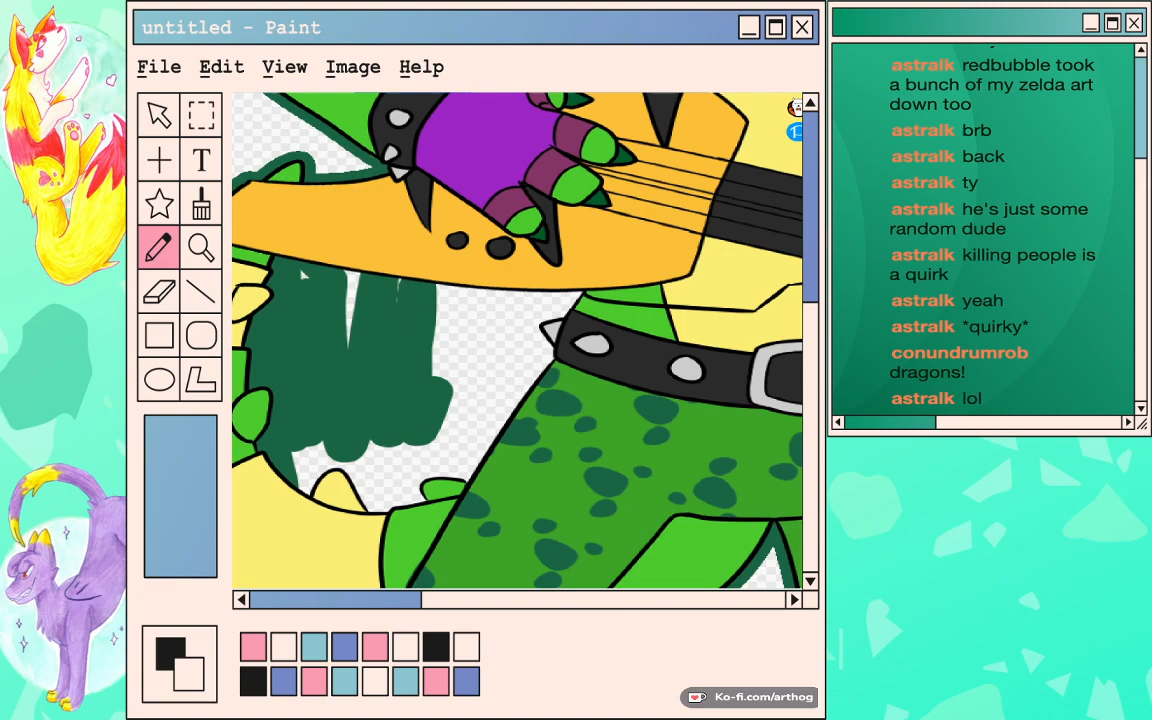 untitled - Paint
File Edit View Image Help
T
astralk redbubble took
a bunch of my zelda art
down too
astralk brb
astralk back
astralk ty
astralk he's just some
random dude
astralk killing people is
a quirk
astralk yeah
astralk *quirky*
conundrumrob
dragons!
astralk lol
Ko-fi.com/arthog